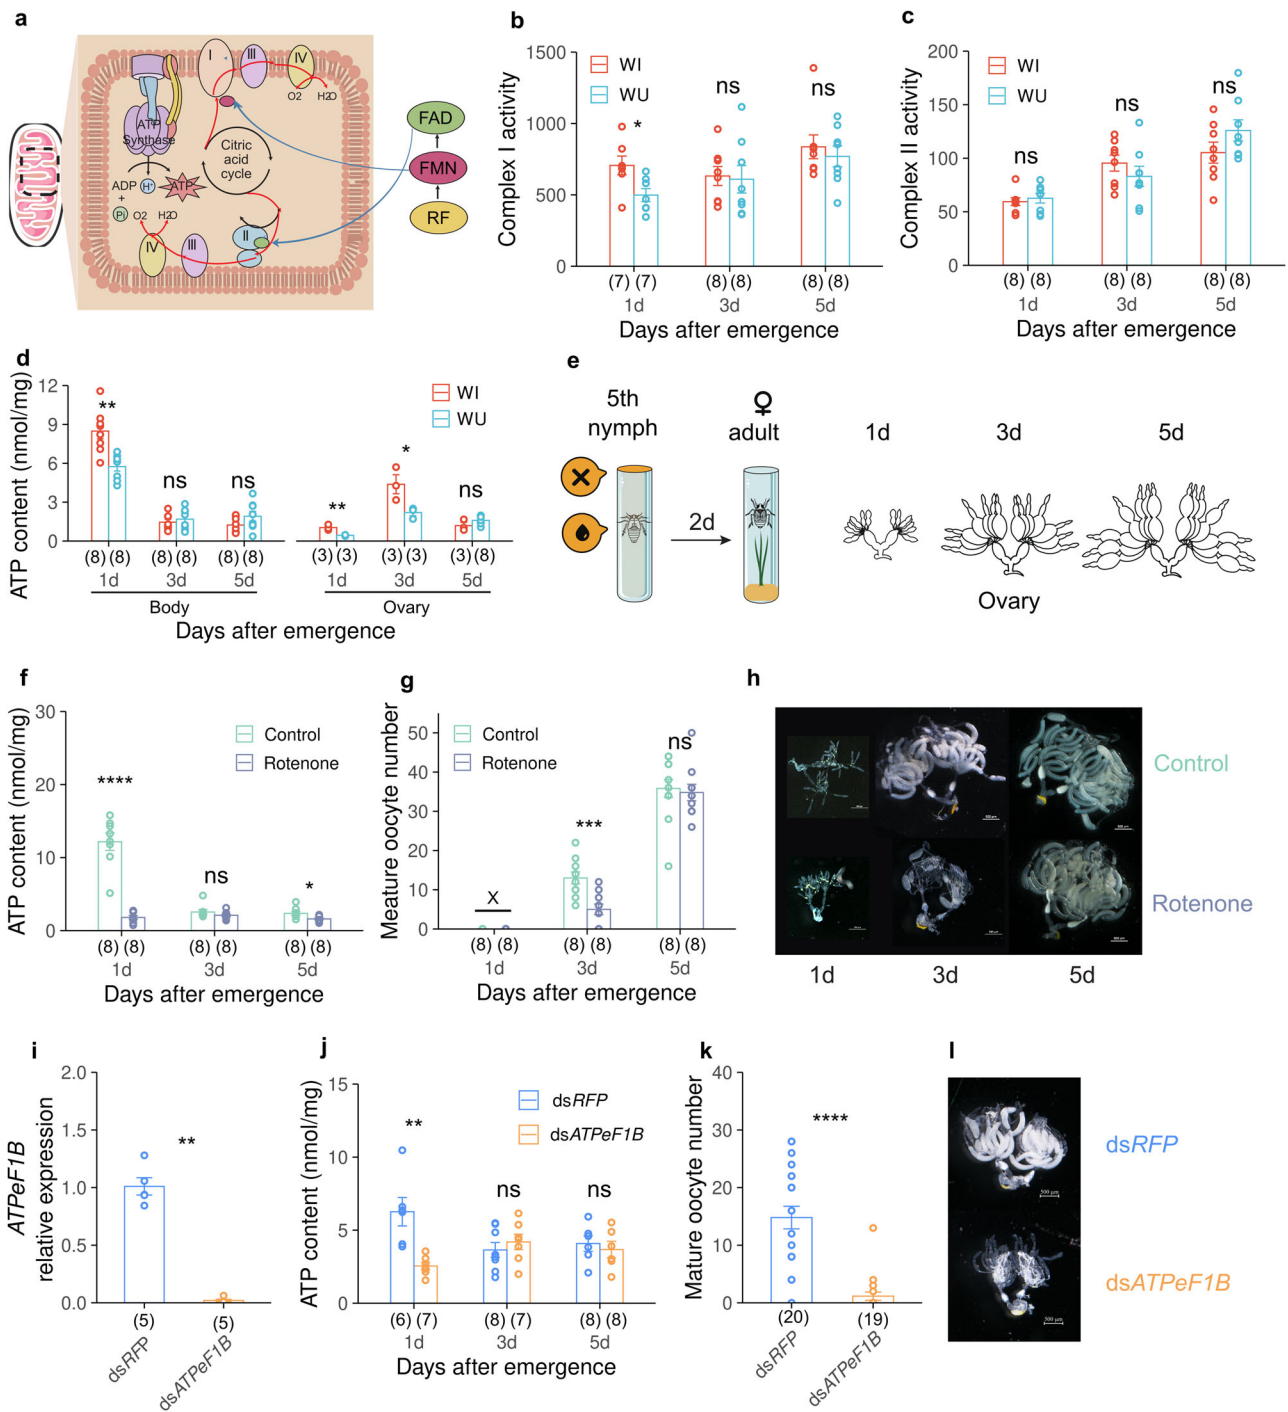 a
I
III
IV
O2
H2O
ATP
Synthase
Citric
acid
cycle
ADP
H⁺
ATP
+
Pi
O2
H2O
IV
III
II
FAD
FMN
RF
b
Complex I activity
1500
1000
500
0
WI
WU
*
ns
ns
(7) (7)
(8) (8)
(8) (8)
1d
3d
5d
Days after emergence
c
Complex II activity
200
150
100
50
0
WI
WU
ns
ns
ns
(8) (8)
(8) (8)
(8) (8)
1d
3d
5d
Days after emergence
d
ATP content (nmol/mg)
12
9
6
3
0
WI
WU
**
ns
ns
**
*
ns
(8) (8)
(8) (8)
(8) (8)
(3) (3)
(3) (3)
(3) (8)
1d
3d
5d
1d
3d
5d
Body
Ovary
Days after emergence
e
5th
nymph
2d
♀
adult
1d
3d
5d
Ovary
f
ATP content (nmol/mg)
30
20
10
0
Control
Rotenone
****
ns
*
(8) (8)
(8) (8)
(8) (8)
1d
3d
5d
Days after emergence
g
Meature oocyte number
50
40
30
20
10
0
Control
Rotenone
X
***
ns
(8) (8)
(8) (8)
(8) (8)
1d
3d
5d
Days after emergence
h
Control
Rotenone
1d
3d
5d
i
ATPeF1B
relative expression
2.0
1.5
1.0
0.5
0.0
**
(5)
(5)
dsRFP
dsATPeF1B
j
ATP content (nmol/mg)
15
10
5
0
dsRFP
dsATPeF1B
**
ns
ns
(6) (7)
(8) (7)
(8) (8)
1d
3d
5d
Days after emergence
k
Mature oocyte number
40
30
20
10
0
****
(20)
(19)
dsRFP
dsATPeF1B
l
500 μm
500 μm
dsRFP
dsATPeF1B